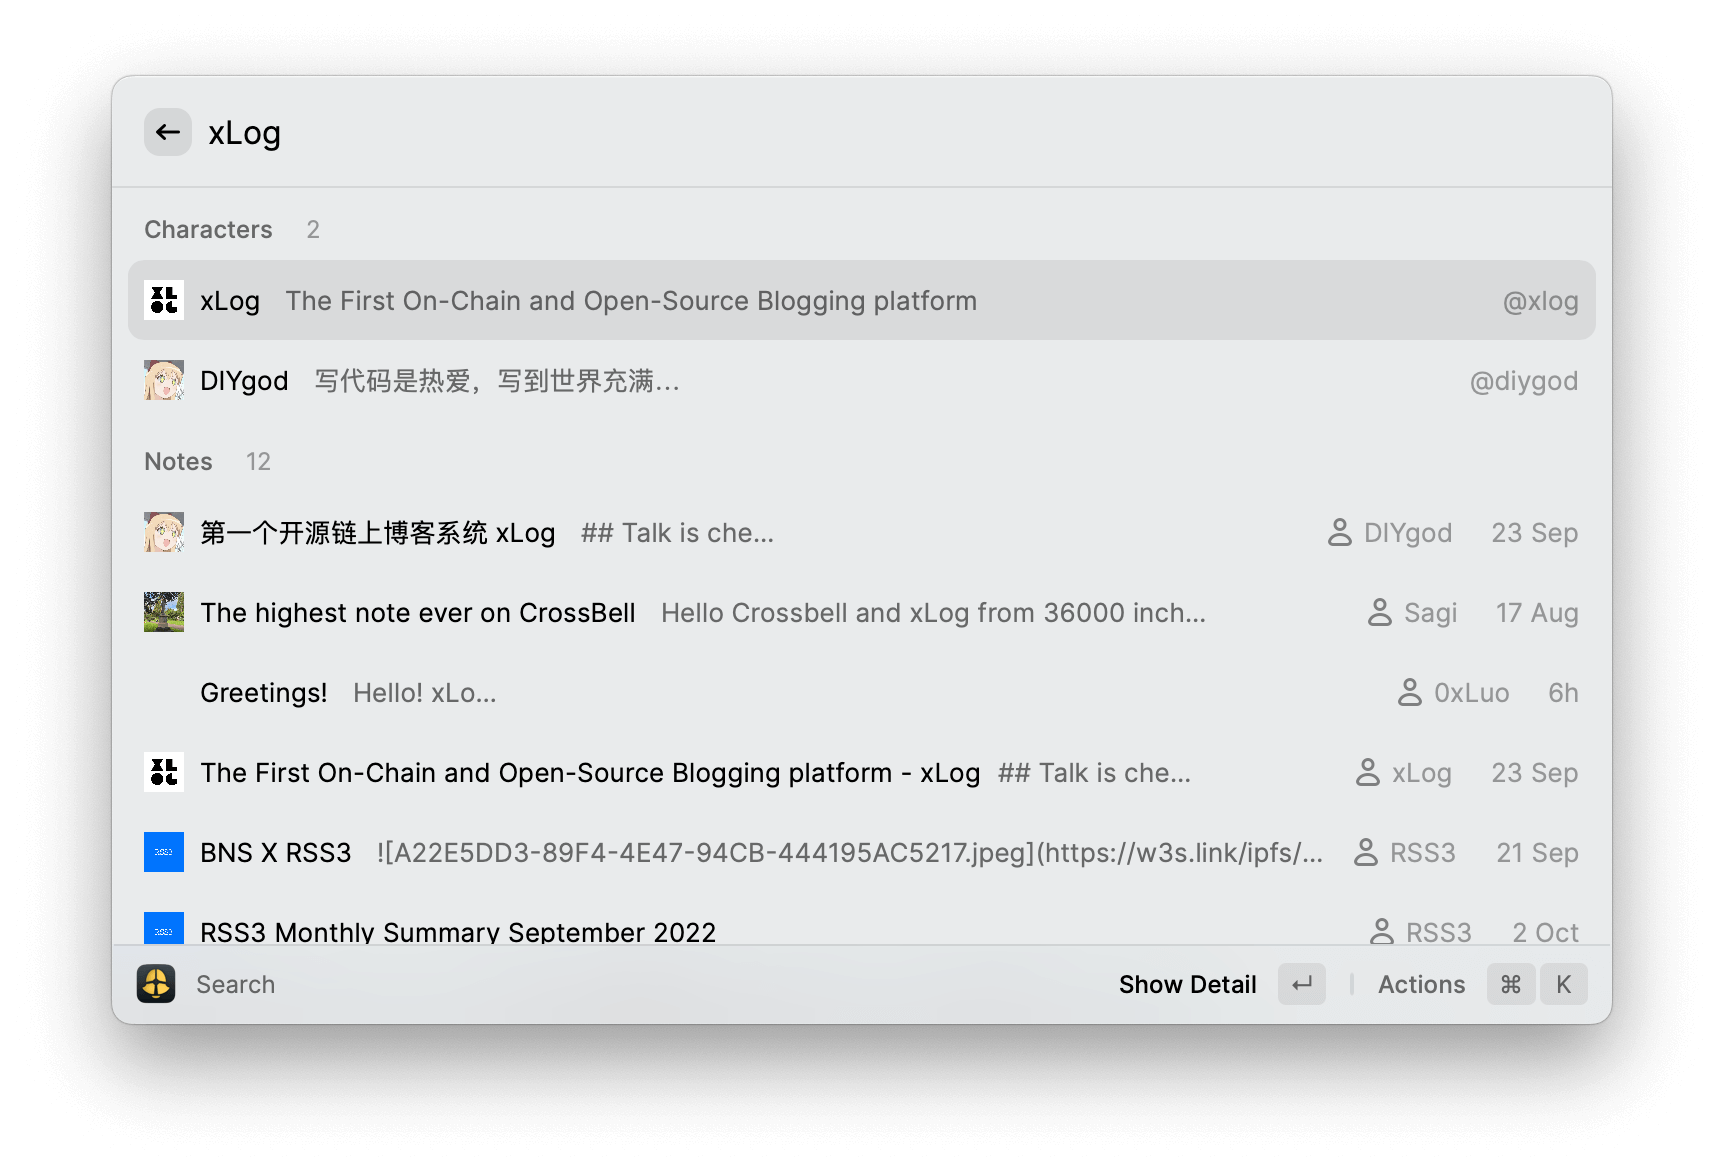 xLog
Characters 2
xLog The First On-Chain and Open-Source Blogging platform @xlog
DIYgod 写代码是热爱，写到世界充满... @diygod
Notes 12
第一个开源链上博客系统 xLog ## Talk is che... DIYgod 23 Sep
The highest note ever on CrossBell Hello Crossbell and xLog from 36000 inch... Sagi 17 Aug
Greetings! Hello! xLo... 0xLuo 6h
The First On-Chain and Open-Source Blogging platform - xLog ## Talk is che... xLog 23 Sep
BNS X RSS3 ![A22E5DD3-89F4-4E47-94CB-444195AC5217.jpeg](https://w3s.link/ipfs/... RSS3 21 Sep
RSS3 Monthly Summary September 2022 RSS3 2 Oct
Search Show Detail ↵ Actions ⌘ K